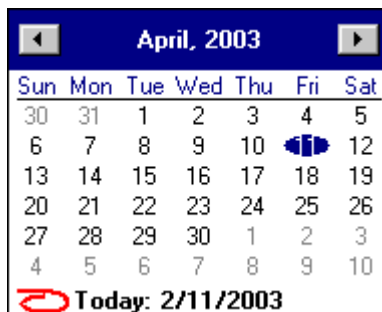 April, 2003
Sun Mon Tue Wed Thu Fri Sat
30 31 1 2 3 4 5
6 7 8 9 10 11 12
13 14 15 16 17 18 19
20 21 22 23 24 25 26
27 28 29 30 1 2 3
4 5 6 7 8 9 10
Today: 2/11/2003